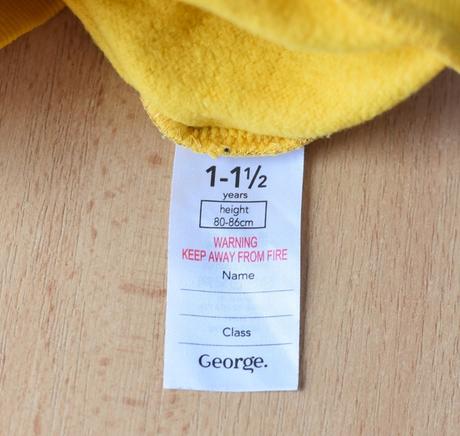 1-1½
years
height
80-86cm
WARNING
KEEP AWAY FROM FIRE
Name
Class
George.